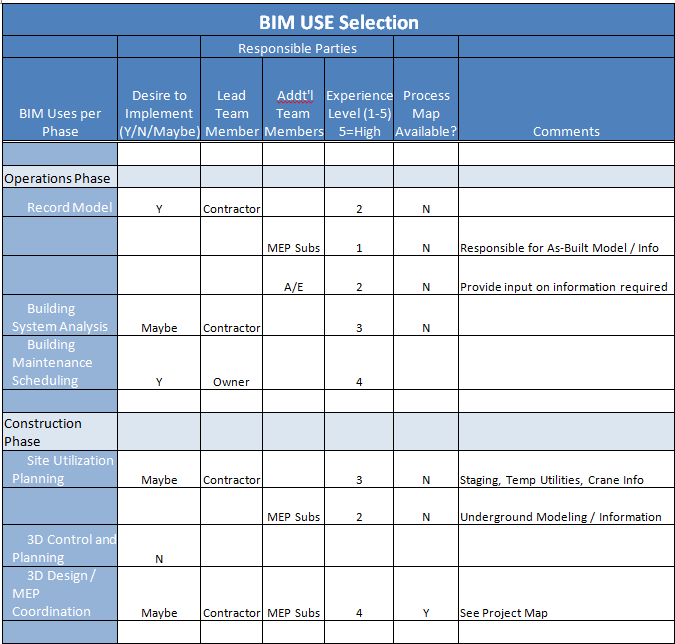 BIM USE Selection
Responsible Parties
BIM Uses per
Phase
Desire to
Implement
(Y/N/Maybe)
Lead
Team
Member
Addt'l
Team
Members
Experience
Level (1-5)
5=High
Process
Map
Available?
Comments
Operations Phase
Record Model Y Contractor 2 N
MEP Subs 1 N Responsible for As-Built Model / Info
A/E 2 N Provide input on information required
Building
System Analysis Maybe Contractor 3 N
Building
Maintenance
Scheduling Y Owner 4
Construction
Phase
Site Utilization
Planning Maybe Contractor 3 N Staging, Temp Utilities, Crane Info
MEP Subs 2 N Underground Modeling / Information
3D Control and
Planning N
3D Design /
MEP
Coordination Maybe Contractor MEP Subs 4 Y See Project Map